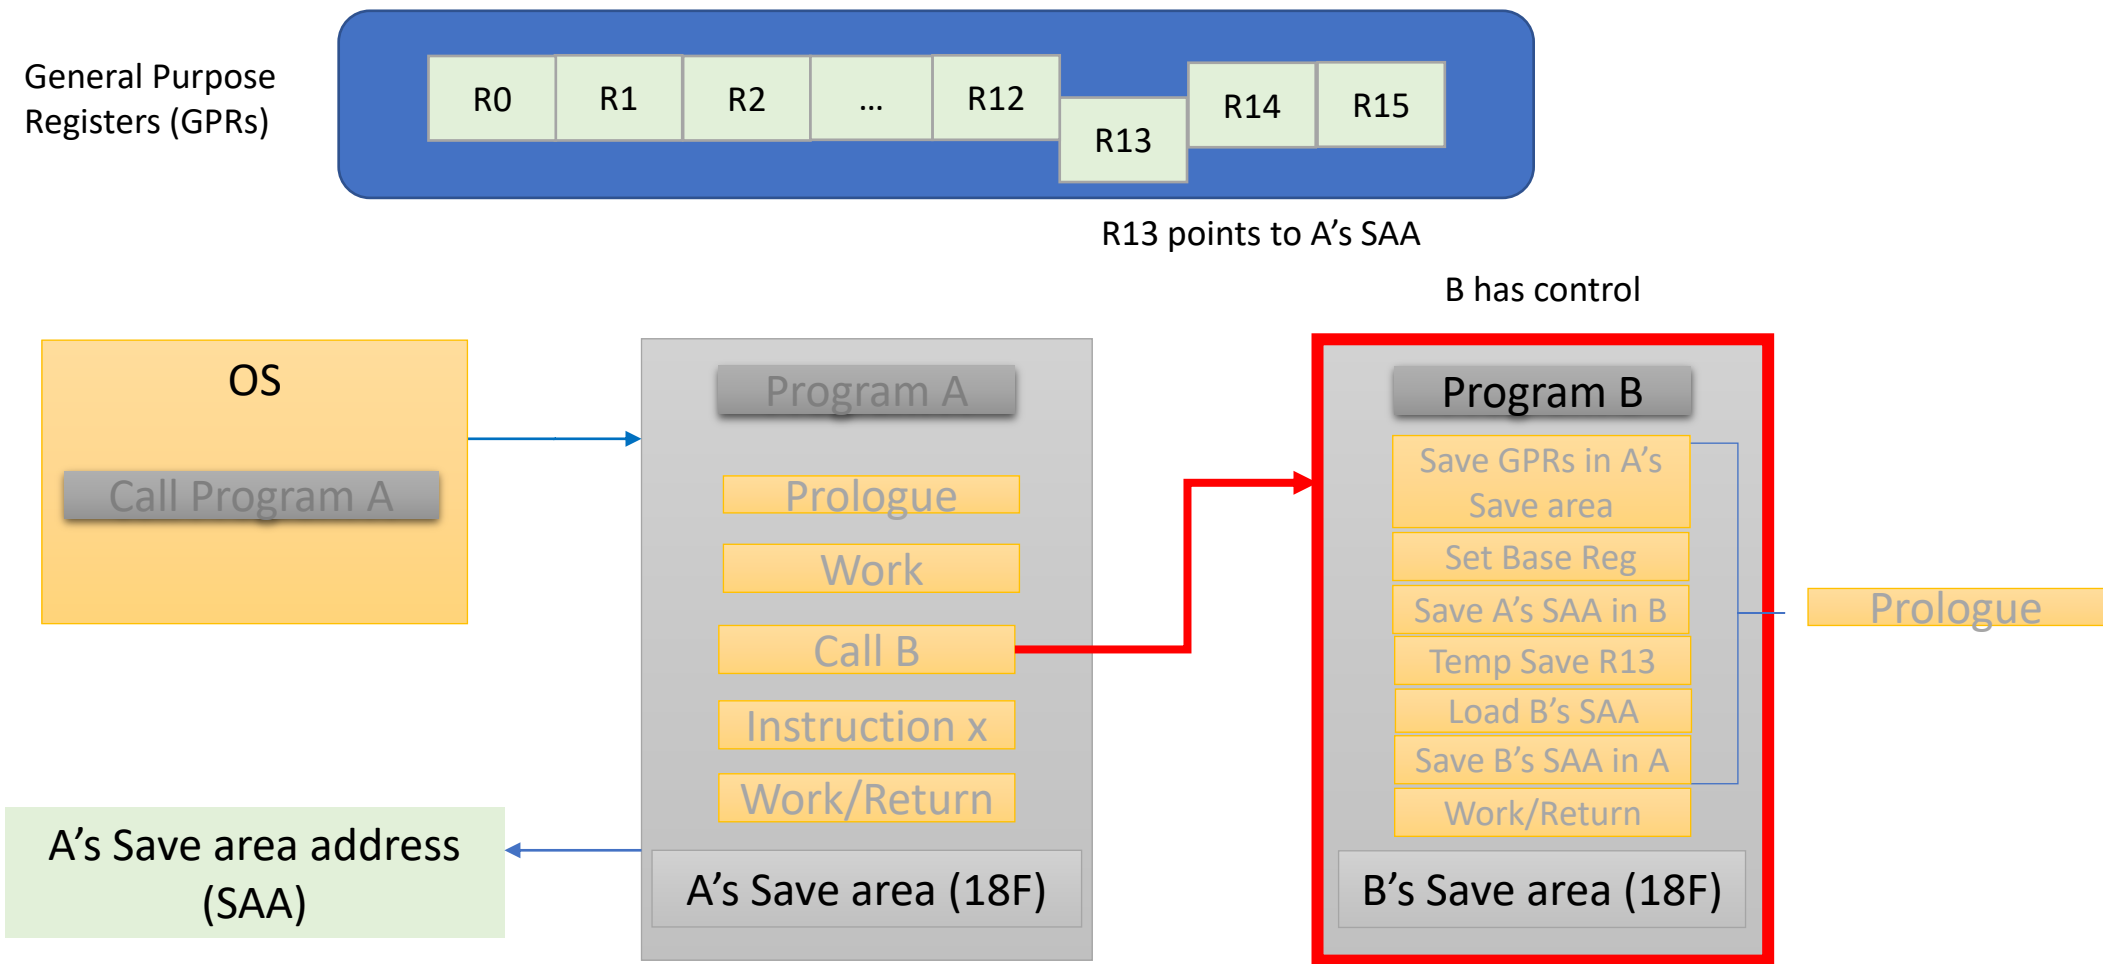 General Purpose
Registers (GPRs)
R0
R1
R2
...
R12
R13
R14
R15
R13 points to A’s SAA
B has control
OS
Call Program A
Program A
Prologue
Work
Call B
Instruction x
Work/Return
A’s Save area (18F)
A’s Save area address
(SAA)
Program B
Save GPRs in A’s
Save area
Set Base Reg
Save A’s SAA in B
Temp Save R13
Load B’s SAA
Save B’s SAA in A
Work/Return
B’s Save area (18F)
Prologue